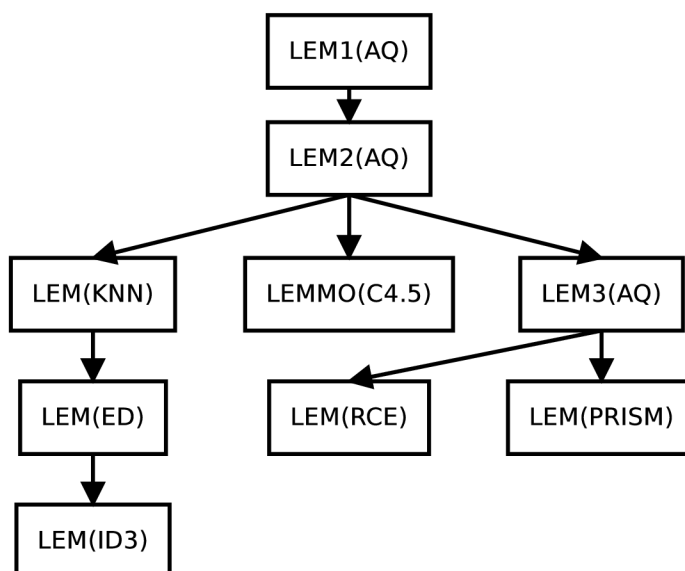 LEM1(AQ)
LEM2(AQ)
LEM(KNN)
LEMMO(C4.5)
LEM3(AQ)
LEM(ED)
LEM(RCE)
LEM(PRISM)
LEM(ID3)